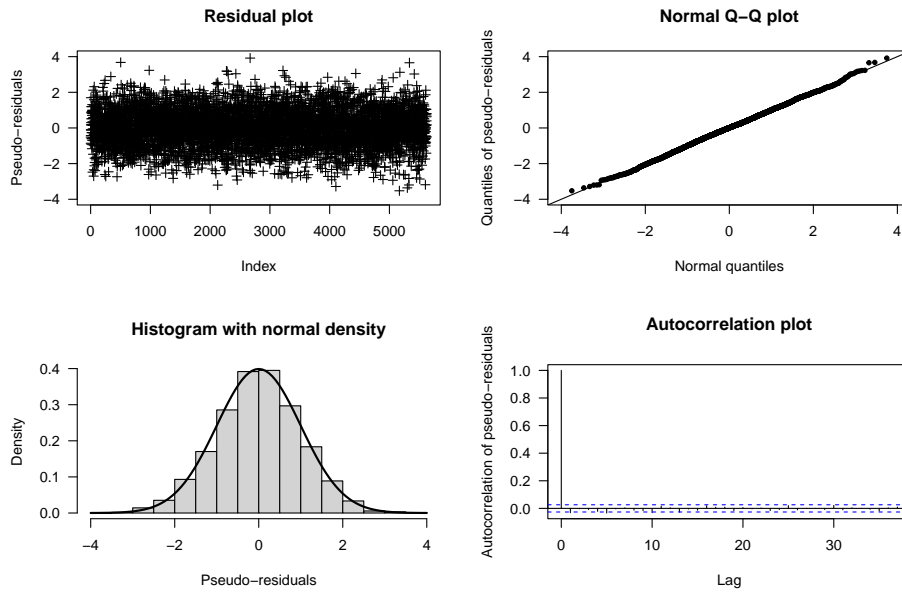 Residual plot
Pseudo−residuals
4
2
0
−2
−4
0 1000 2000 3000 4000 5000
Index
Normal Q−Q plot
Quantiles of pseudo−residuals
4
2
0
−2
−4
−4 −2 0 2 4
Normal quantiles
Histogram with normal density
Density
0.4
0.3
0.2
0.1
0.0
−4 −2 0 2 4
Pseudo−residuals
Autocorrelation plot
Autocorrelation of pseudo−residuals
1.0
0.8
0.6
0.4
0.2
0.0
0 10 20 30
Lag